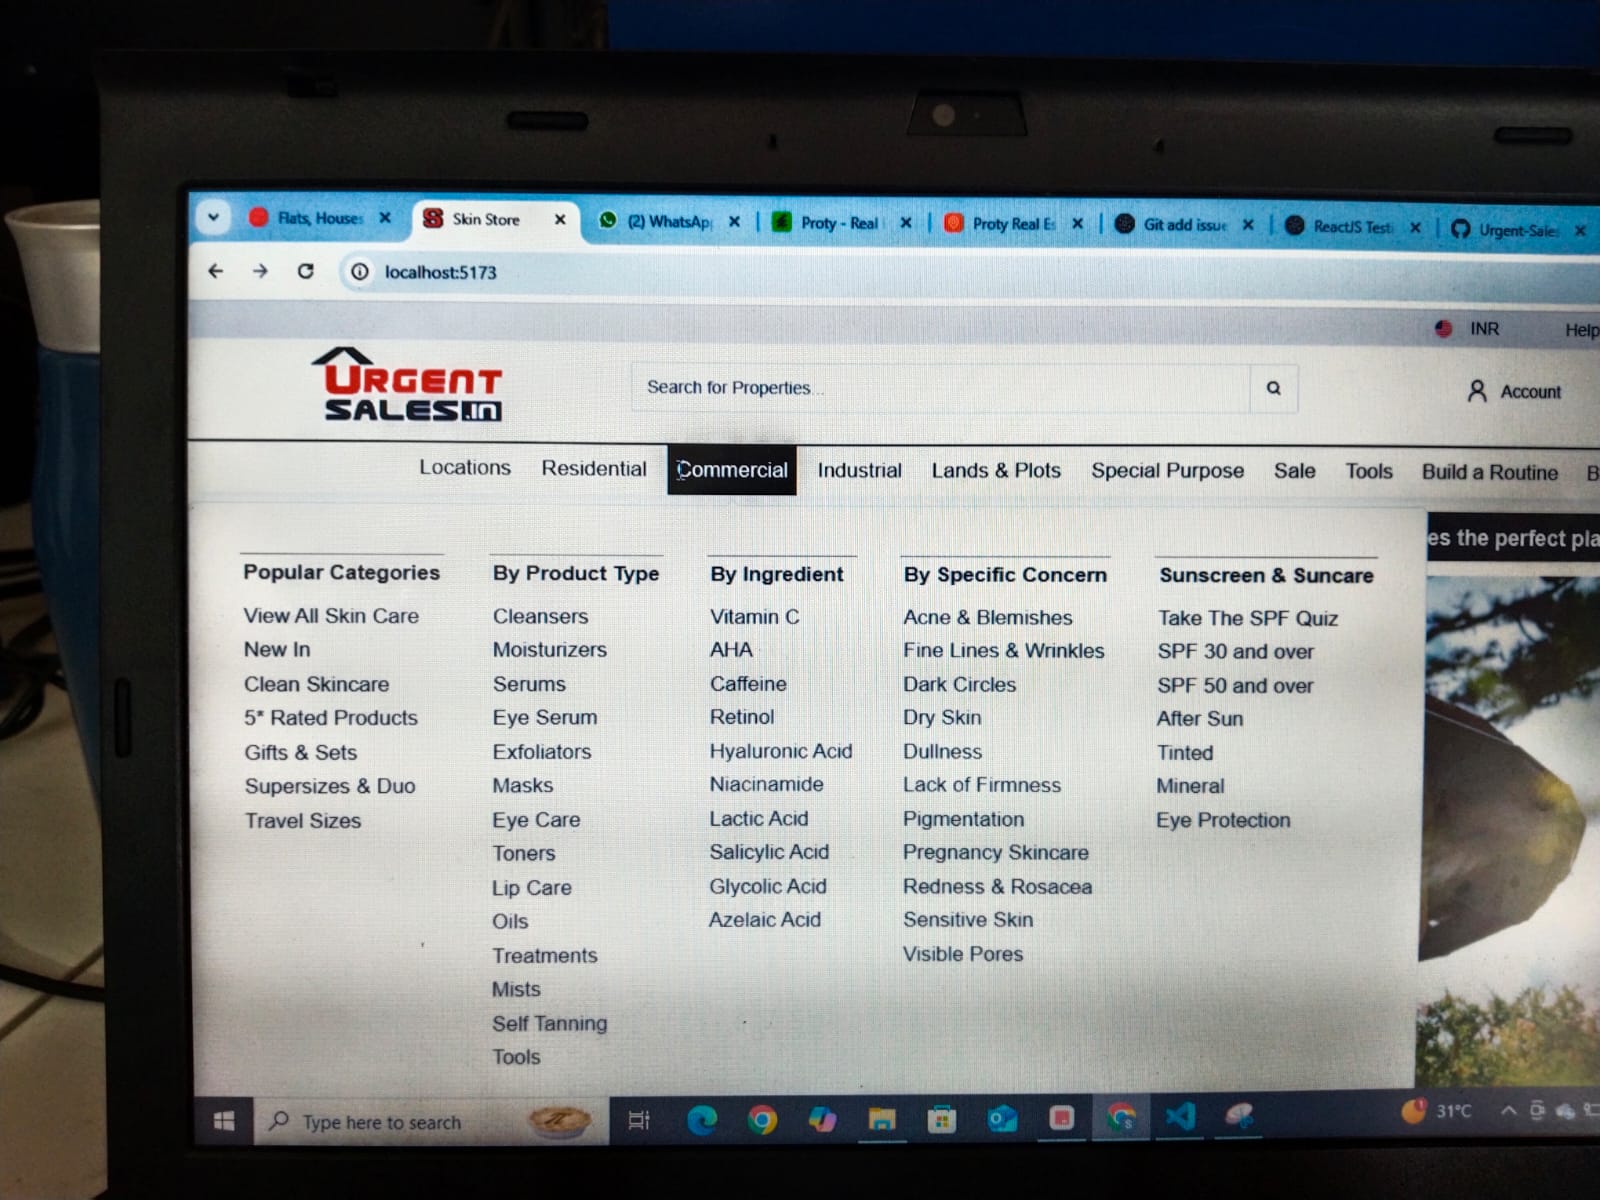 Flats, Houses
Skin Store
(2) WhatsAp
Proty - Real
Proty Real Es
Git add issue
ReactJS Testi
Urgent-Sale
localhost:5173
INR
Help
URGENT
SALES.in
Search for Properties...
Account
Locations
Residential
Commercial
Industrial
Lands & Plots
Special Purpose
Sale
Tools
Build a Routine
B
es the perfect pla
Popular Categories
View All Skin Care
New In
Clean Skincare
5* Rated Products
Gifts & Sets
Supersizes & Duo
Travel Sizes
By Product Type
Cleansers
Moisturizers
Serums
Eye Serum
Exfoliators
Masks
Eye Care
Toners
Lip Care
Oils
Treatments
Mists
Self Tanning
Tools
By Ingredient
Vitamin C
AHA
Caffeine
Retinol
Hyaluronic Acid
Niacinamide
Lactic Acid
Salicylic Acid
Glycolic Acid
Azelaic Acid
By Specific Concern
Acne & Blemishes
Fine Lines & Wrinkles
Dark Circles
Dry Skin
Dullness
Lack of Firmness
Pigmentation
Pregnancy Skincare
Redness & Rosacea
Sensitive Skin
Visible Pores
Sunscreen & Suncare
Take The SPF Quiz
SPF 30 and over
SPF 50 and over
After Sun
Tinted
Mineral
Eye Protection
Type here to search
31°C